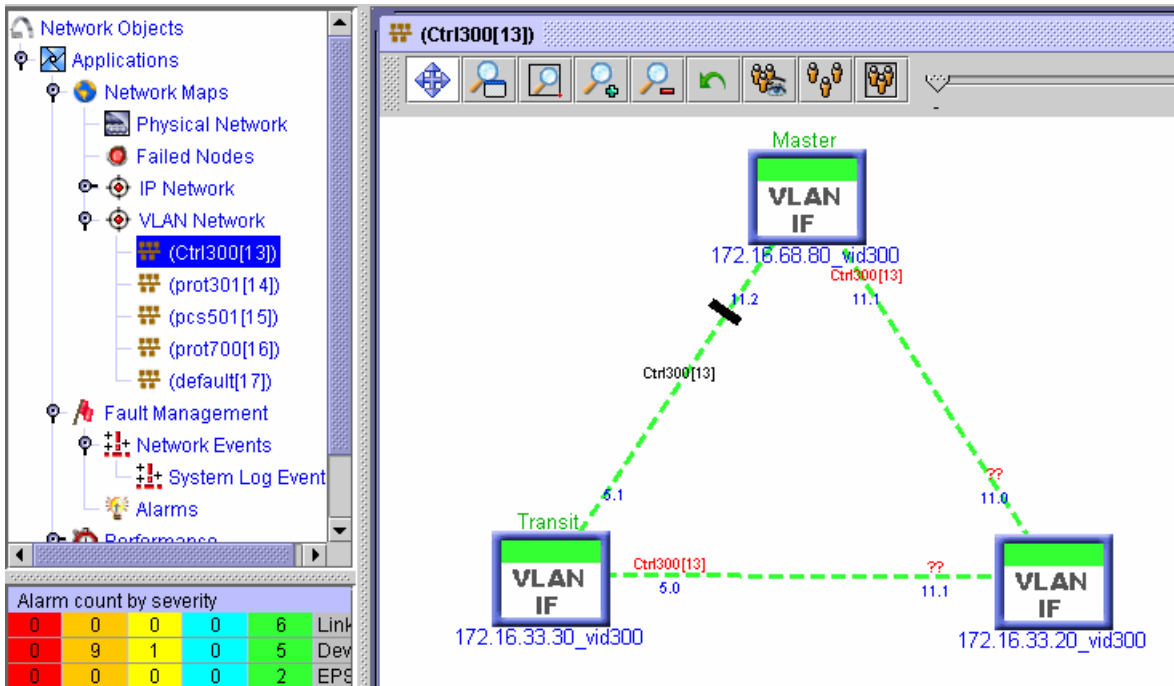 Network Objects
Applications
Network Maps
Physical Network
Failed Nodes
IP Network
VLAN Network
(Ctrl300[13])
(prot301[14])
(pcs501[15])
(prot700[16])
(default[17])
Fault Management
Network Events
System Log Event
Alarms
Performance
Alarm count by severity
0 0 0 0 6 Link
0 9 1 0 5 Dev
0 0 0 0 2 EPS
(Ctrl300[13])
Master
VLAN
IF
172.16.68.80_vid300
Ctrl300[13]
11.2
11.1
Ctrl300[13]
5.1
??
11.0
Transit
VLAN
IF
172.16.33.30_vid300
Ctrl300[13]
5.0
??
11.1
VLAN
IF
172.16.33.20_vid300